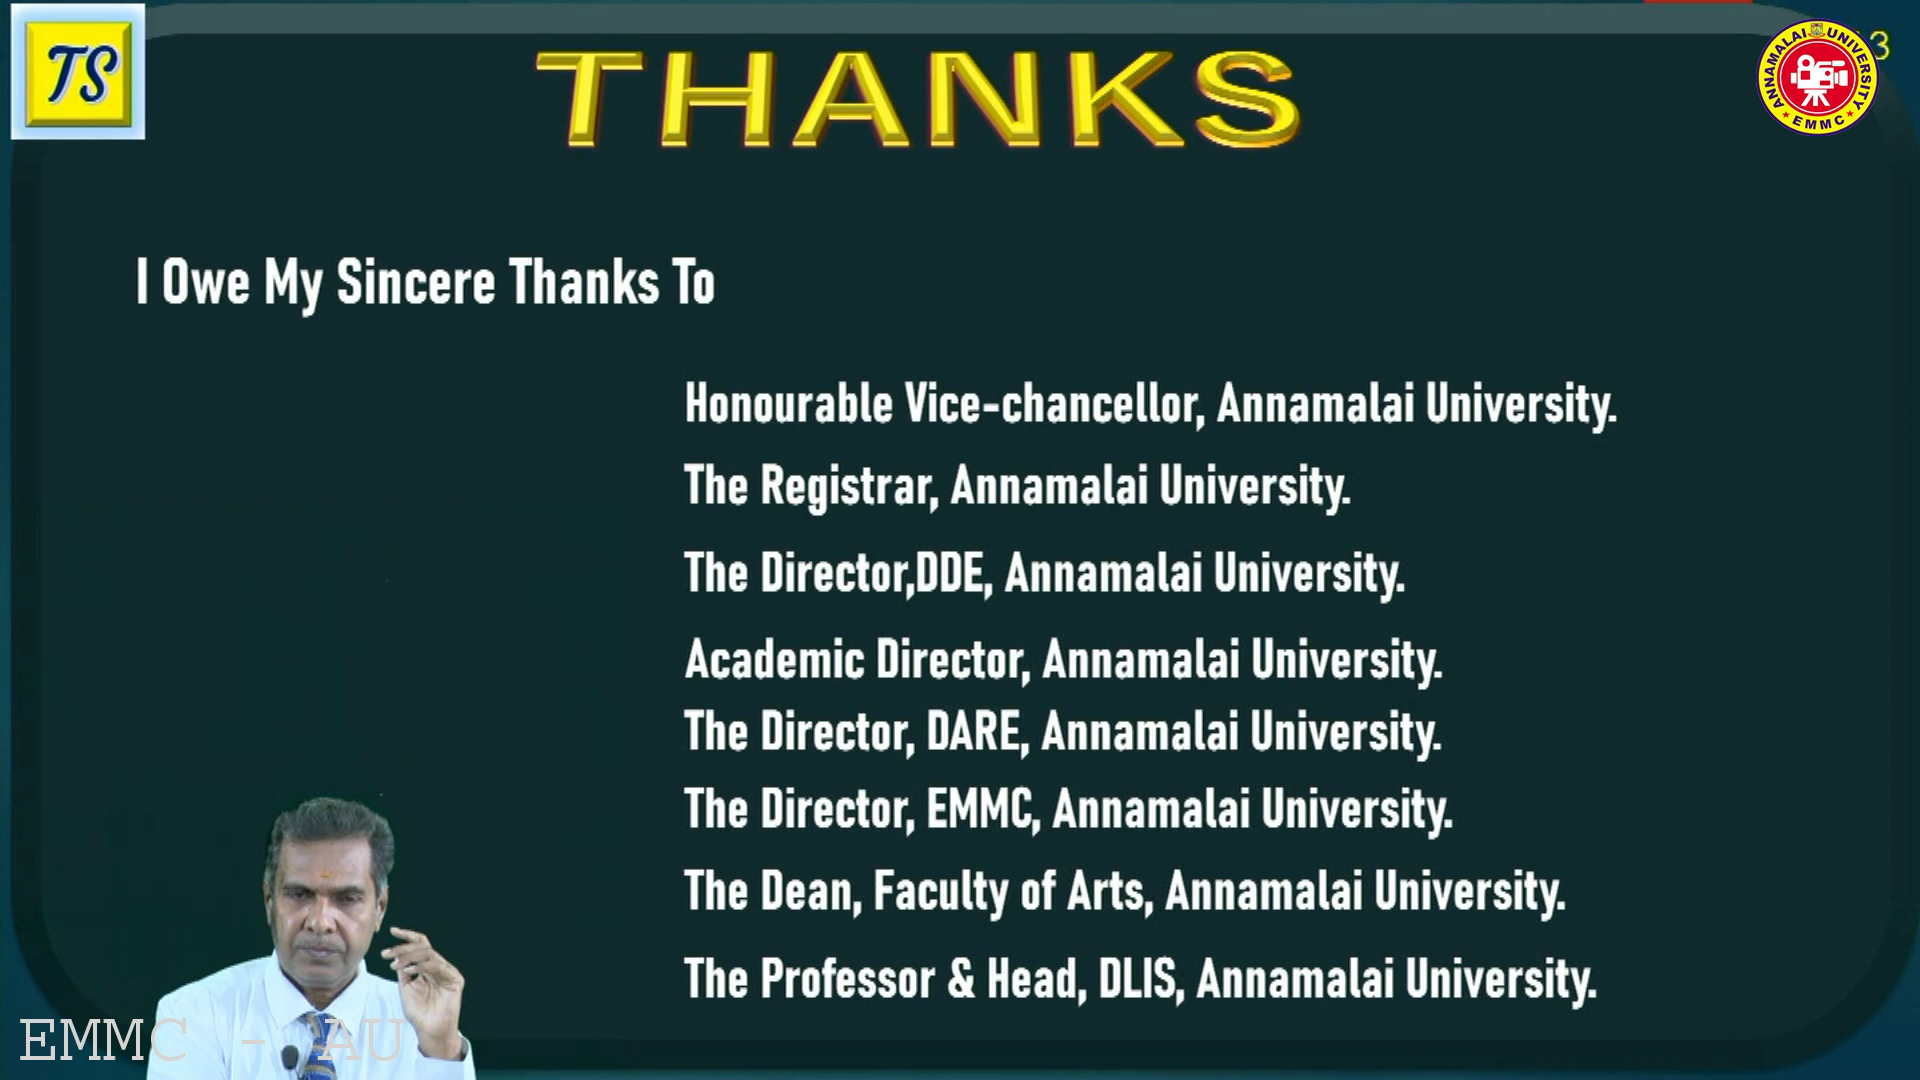 TS
THANKS
ANNAMALAI UNIVERSITY
EMMC
3
I Owe My Sincere Thanks To
Honourable Vice-chancellor, Annamalai University.
The Registrar, Annamalai University.
The Director,DDE, Annamalai University.
Academic Director, Annamalai University.
The Director, DARE, Annamalai University.
The Director, EMMC, Annamalai University.
The Dean, Faculty of Arts, Annamalai University.
The Professor & Head, DLIS, Annamalai University.
EMMC - AU